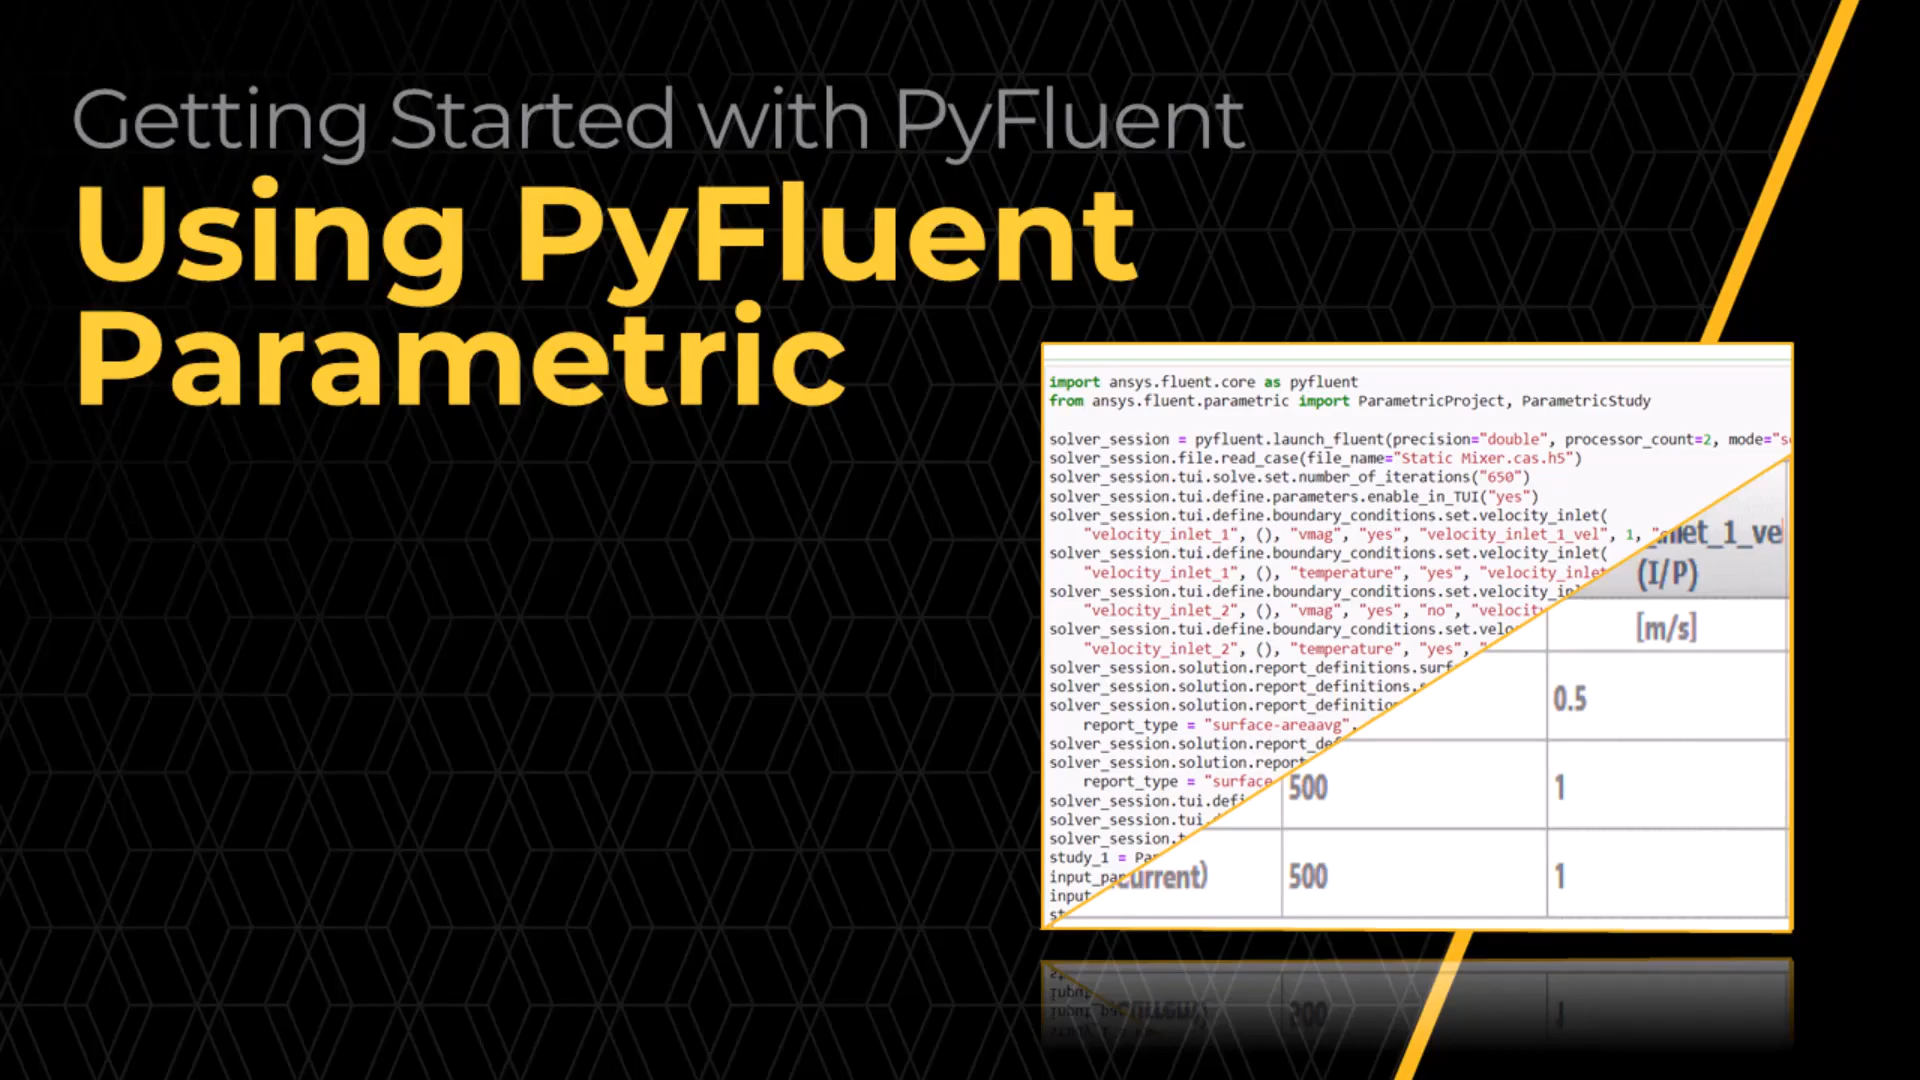 Getting Started with PyFluent
Using PyFluent
Parametric
import ansys.fluent.core as pyfluent
from ansys.fluent.parametric import ParametricProject, ParametricStudy
solver_session = pyfluent.launch_fluent(precision="double", processor_count=2, mode="s
solver_session.file.read_case(file_name="Static Mixer.cas.h5")
solver_session.tui.solve.set.number_of_iterations("650")
solver_session.tui.define.parameters.enable_in_TUI("yes")
solver_session.tui.define.boundary_conditions.set.velocity_inlet(
"velocity_inlet_1", (), "vmag", "yes", "velocity_inlet_1_vel", 1,
solver_session.tui.define.boundary_conditions.set.velocity_inlet(
"velocity_inlet_1", (), "temperature", "yes", "velocity_inlet
solver_session.tui.define.boundary_conditions.set.velocity_in
"velocity_inlet_2", (), "vmag", "yes", "no", "velocity
solver_session.tui.define.boundary_conditions.set.velo
"velocity_inlet_2", (), "temperature", "yes",
solver_session.solution.report_definitions.surf
solver_session.solution.report_definitions.
solver_session.solution.report_definitio
report_type = "surface-areaavg",
solver_session.solution.report_de
solver_session.solution.report
report_type = "surface
solver_session.tui.defi
solver_session.tui.
solver_session.t
study_1 = Pa
input_pa
input
st
inlet_1_vel
(I/P)
[m/s]
0.5
500 1
current) 500 1